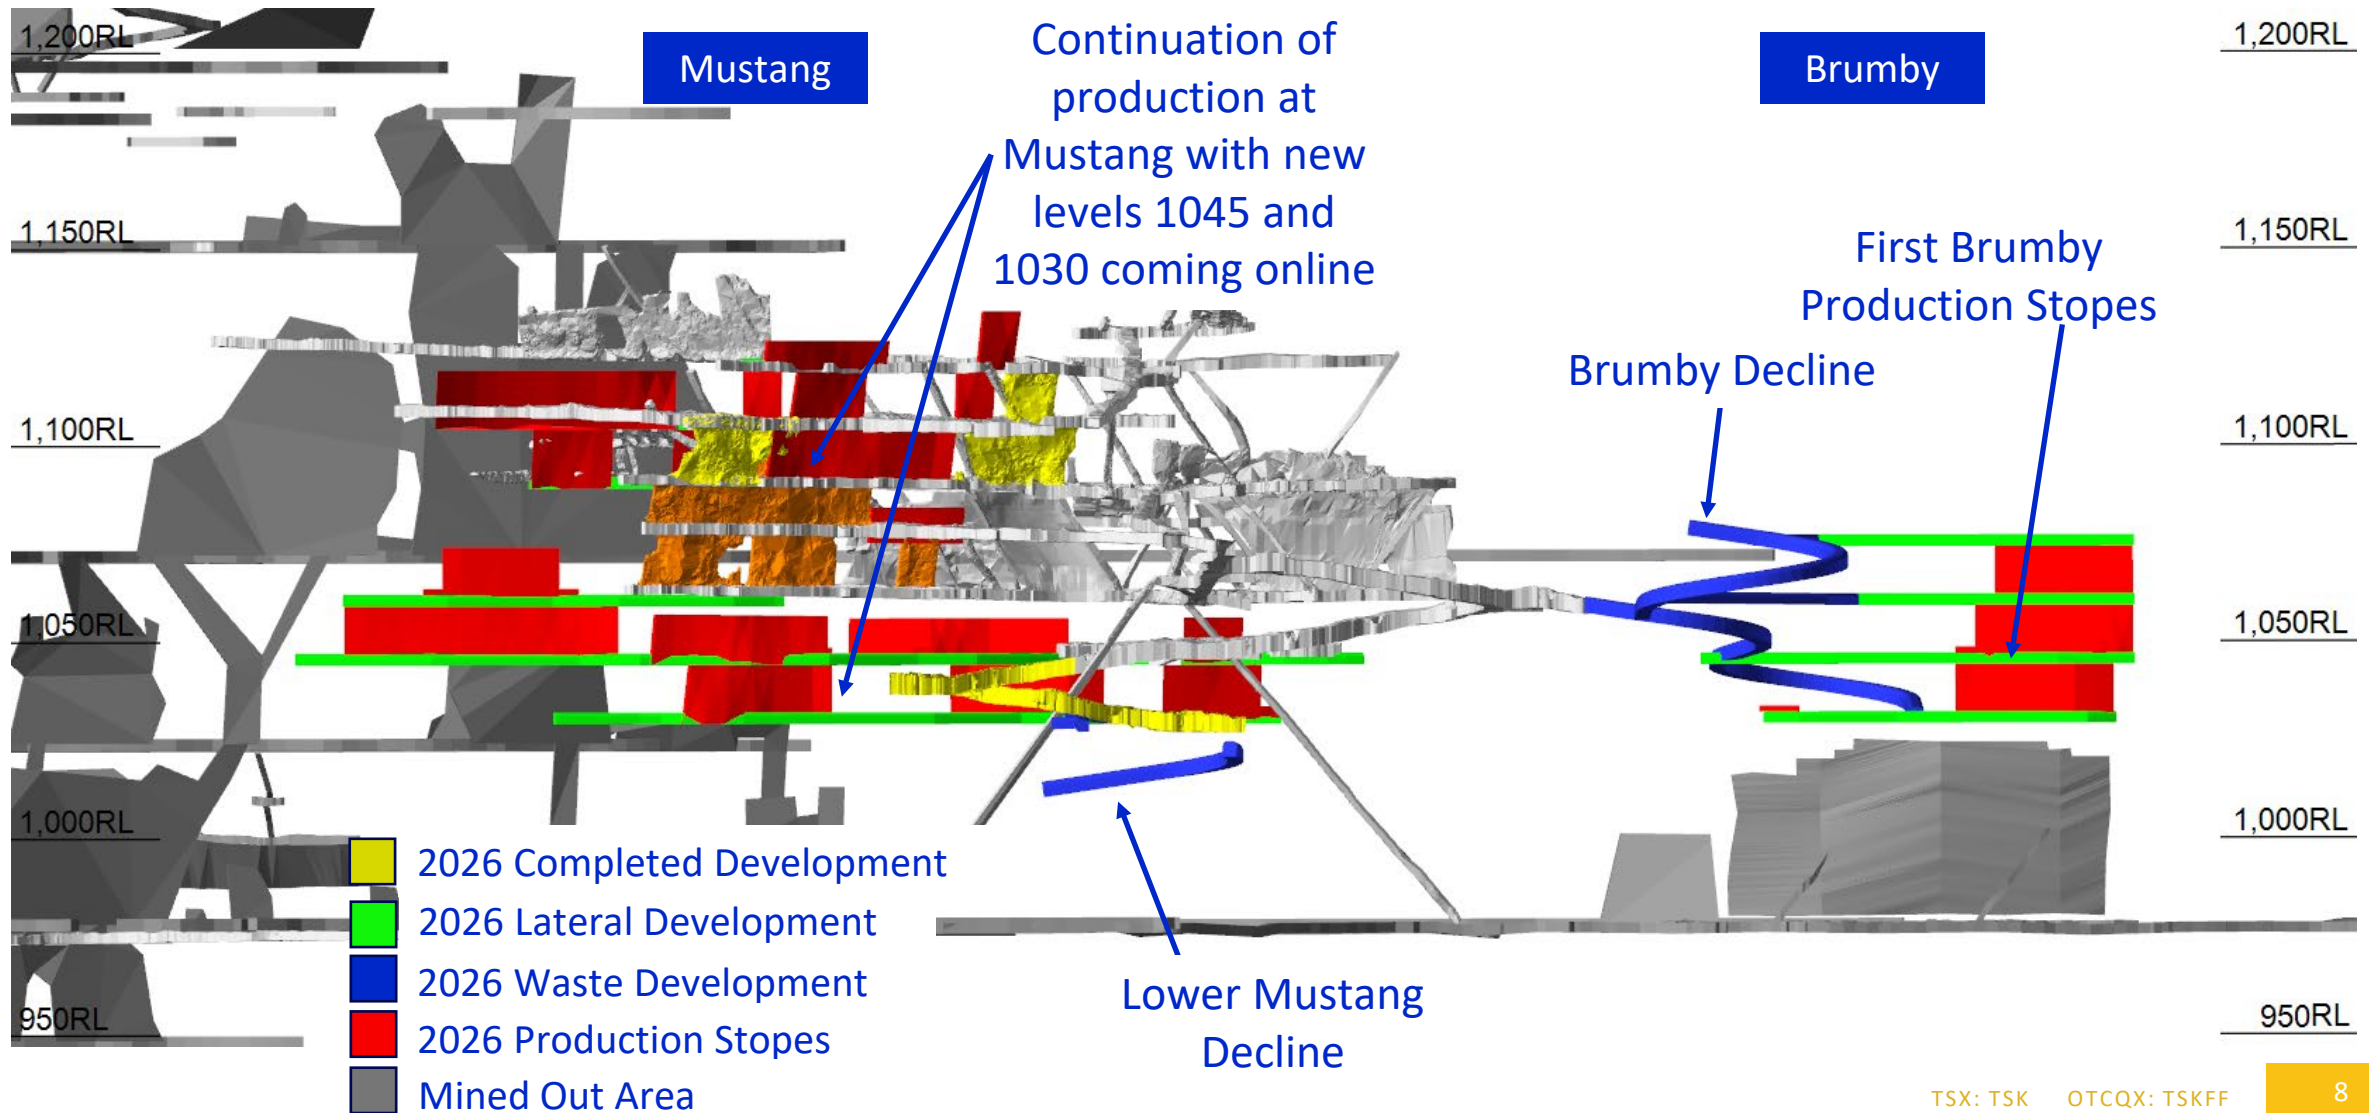 1,200RL
1,150RL
1,100RL
1,050RL
1,000RL
950RL
Mustang
Continuation of
production at
Mustang with new
levels 1045 and
1030 coming online
Brumby
First Brumby
Production Stopes
Brumby Decline
Lower Mustang
Decline
1,200RL
1,150RL
1,100RL
1,050RL
1,000RL
950RL
2026 Completed Development
2026 Lateral Development
2026 Waste Development
2026 Production Stopes
Mined Out Area
TSX: TSK OTCQX: TSKFF
8